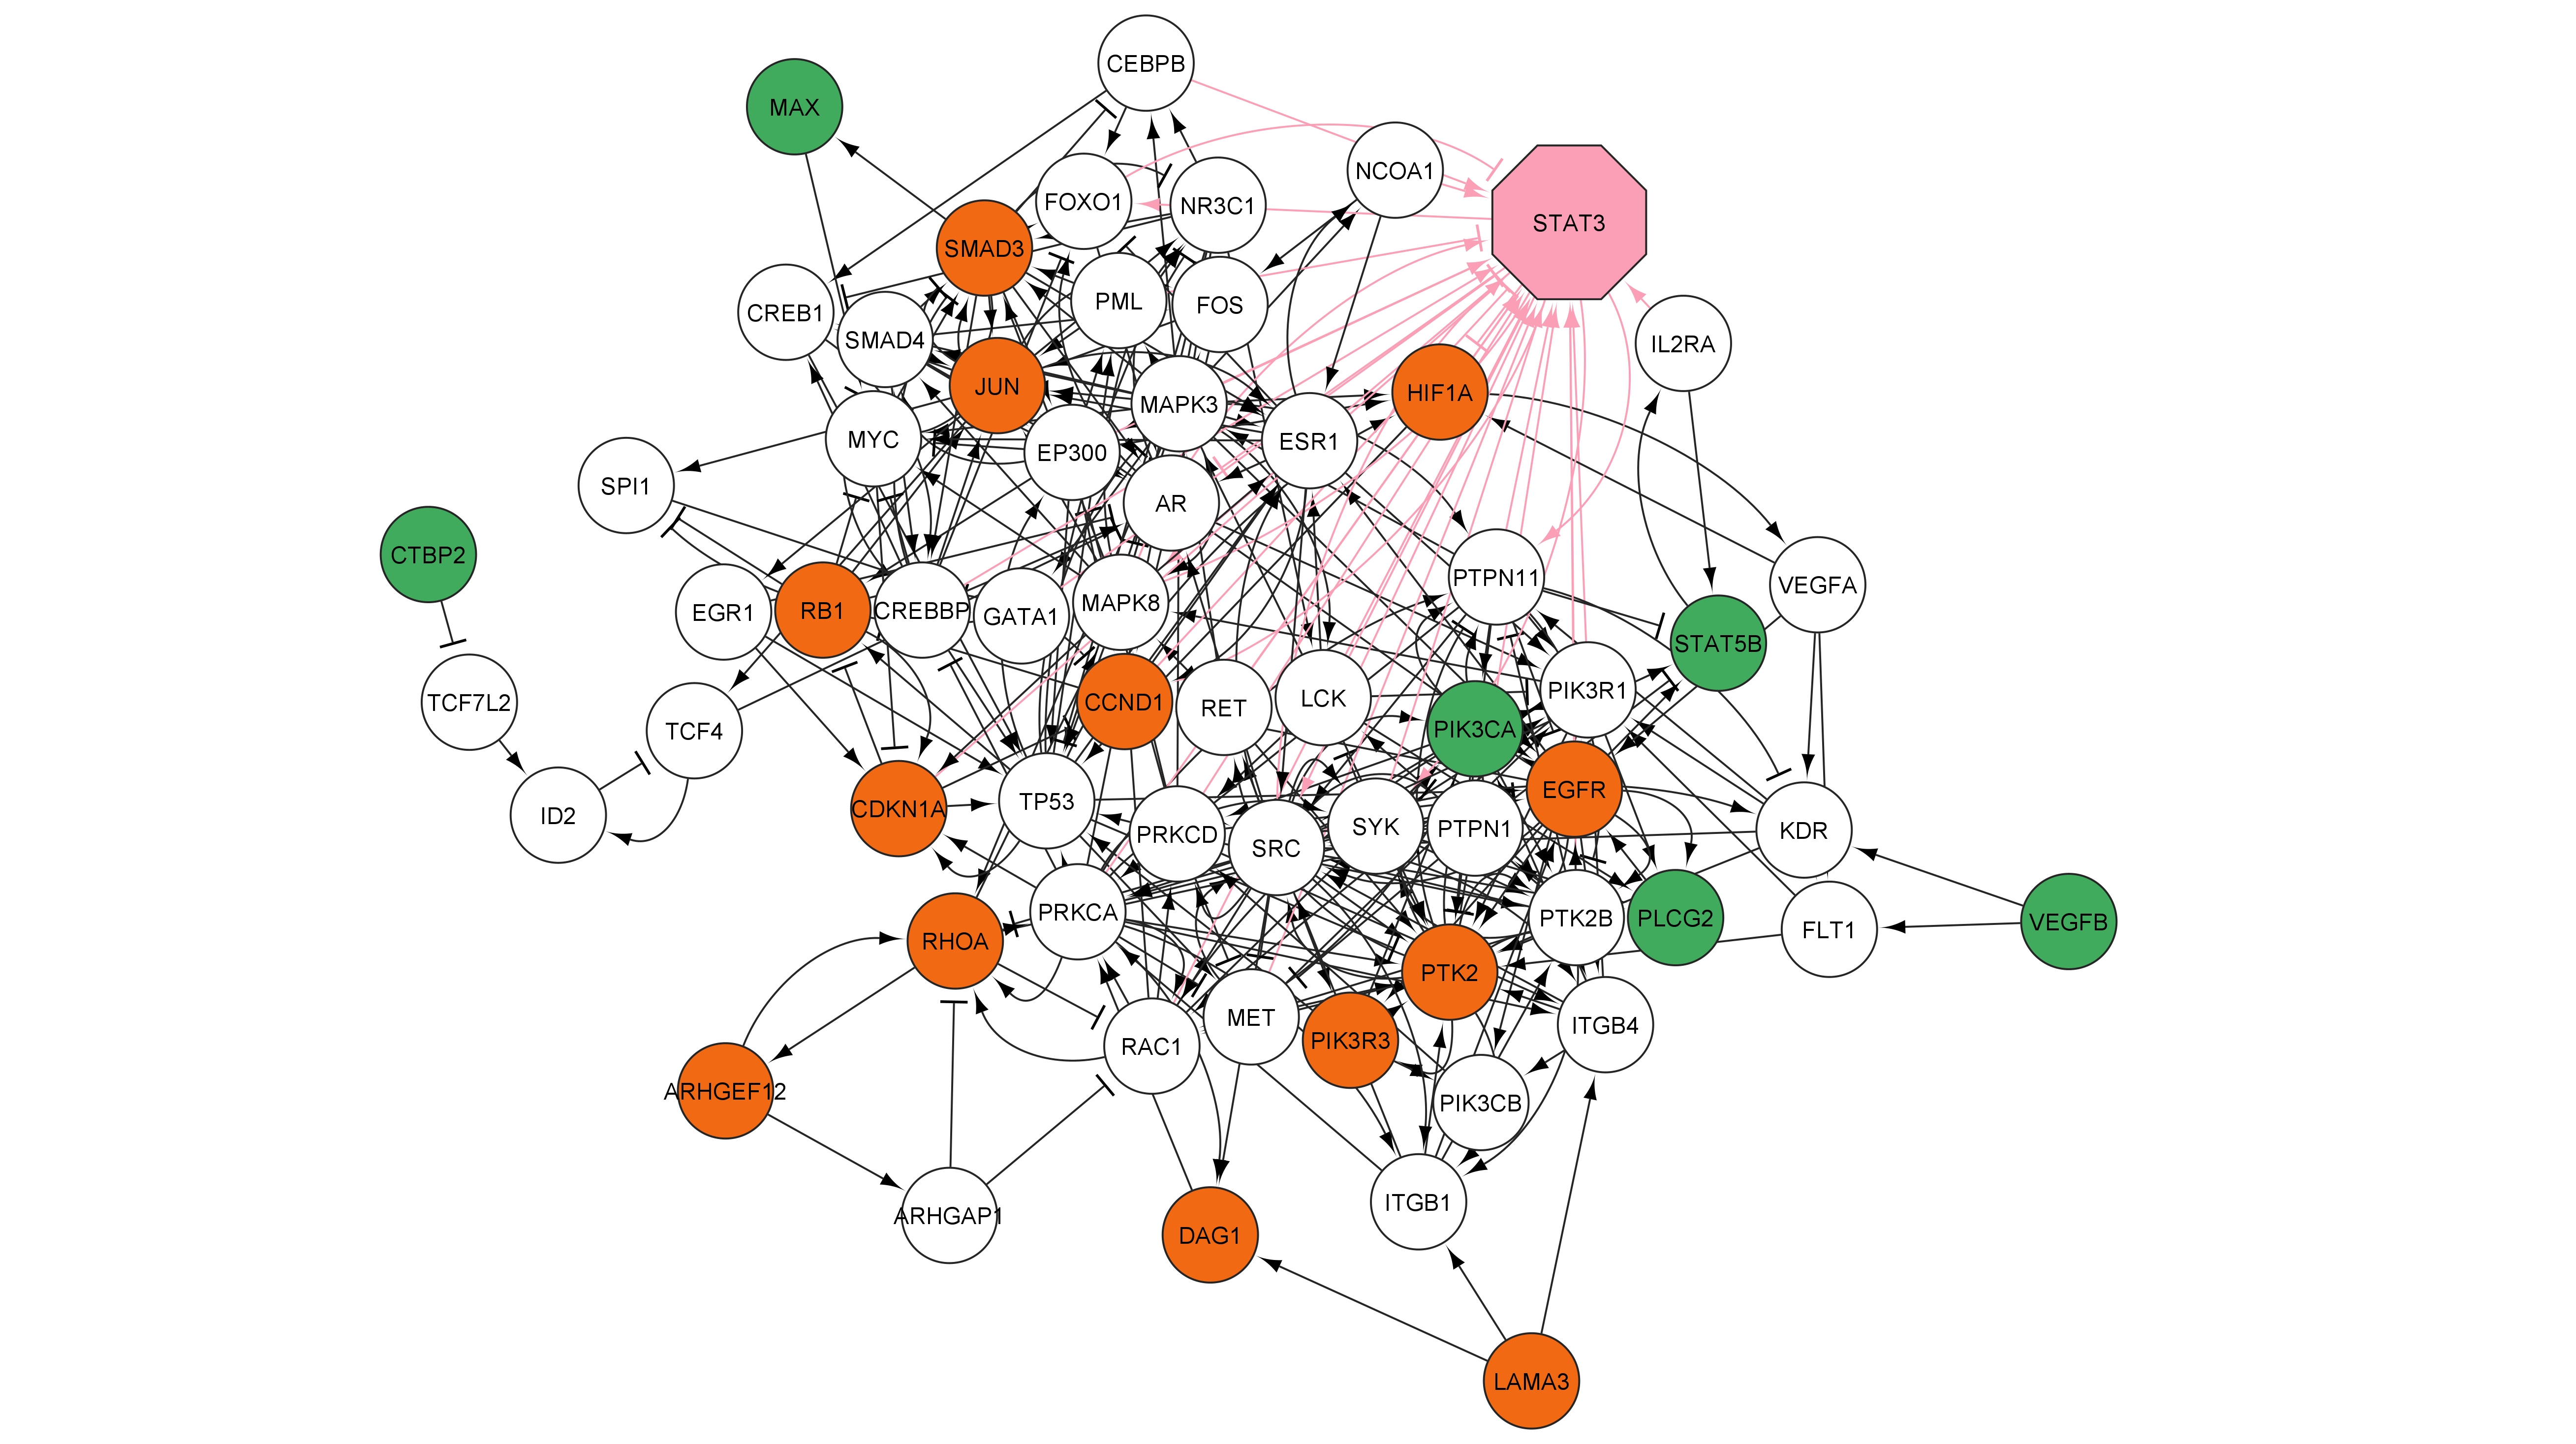 CEBPB
MAX
NCOA1
FOXO1
NR3C1
STAT3
SMAD3
PML
FOS
CREB1
SMAD4
IL2RA
JUN
MAPK3
HIF1A
MYC
EP300
ESR1
SPI1
AR
CTBP2
PTPN11
VEGFA
EGR1
RB1
CREBBP
GATA1
MAPK8
STAT5B
TCF7L2
TCF4
CCND1
RET
LCK
PIK3CA
PIK3R1
ID2
CDKN1A
TP53
PRKCD
SRC
SYK
PTPN1
EGFR
KDR
RHOA
PRKCA
PTK2
PTK2B
PLCG2
FLT1
VEGFB
ARHGEF12
RAC1
MET
PIK3R3
ITGB4
PIK3CB
ARHGAP1
DAG1
ITGB1
LAMA3